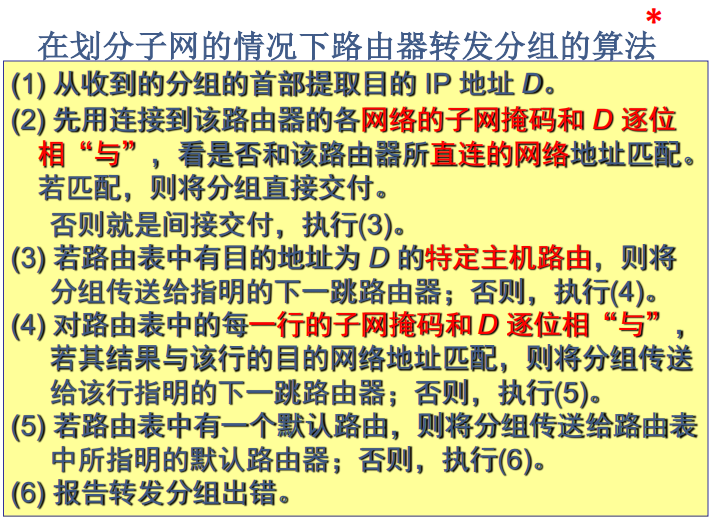 *
在划分子网的情况下路由器转发分组的算法
(1) 从收到的分组的首部提取目的 IP 地址 D。
(2) 先用连接到该路由器的各网络的子网掩码和 D 逐位
相“与”，看是否和该路由器所直连的网络地址匹配。
若匹配，则将分组直接交付。
否则就是间接交付，执行(3)。
(3) 若路由表中有目的地址为 D 的特定主机路由，则将
分组传送给指明的下一跳路由器；否则，执行(4)。
(4) 对路由表中的每一行的子网掩码和 D 逐位相“与”，
若其结果与该行的目的网络地址匹配，则将分组传送
给该行指明的下一跳路由器；否则，执行(5)。
(5) 若路由表中有一个默认路由，则将分组传送给路由表
中所指明的默认路由器；否则，执行(6)。
(6) 报告转发分组出错。